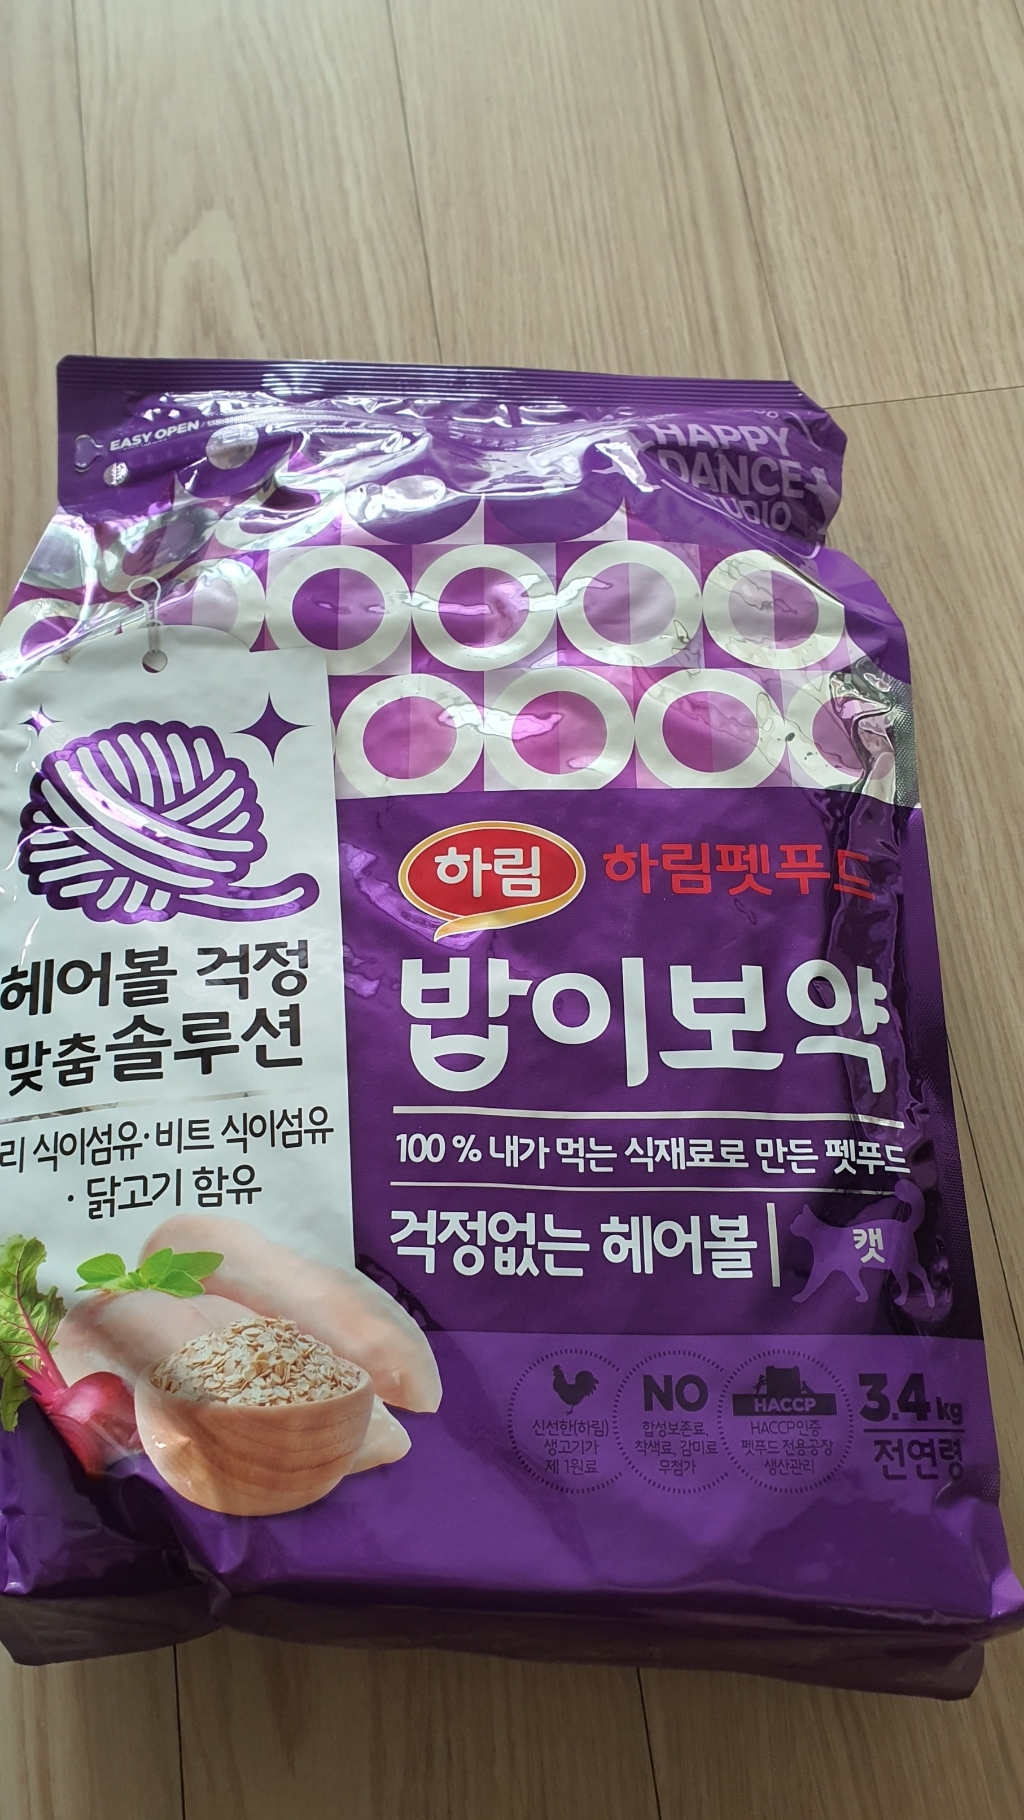 EASY OPEN
HAPPY
DANCE
하림
하림펫푸드
밥이보약
100 % 내가 먹는 식재료로 만든 펫푸드
걱정없는 헤어볼
캣
헤어볼 걱정
맞춤솔루션
리 식이섬유·비트 식이섬유
· 닭고기 함유
신선한(하림)
생고기가
제 1원료
NO
합성보존료,
착색료, 감미료
무첨가
HACCP
HACCP인증
펫푸드 전용공장
생산관리
3.4 kg
전연령